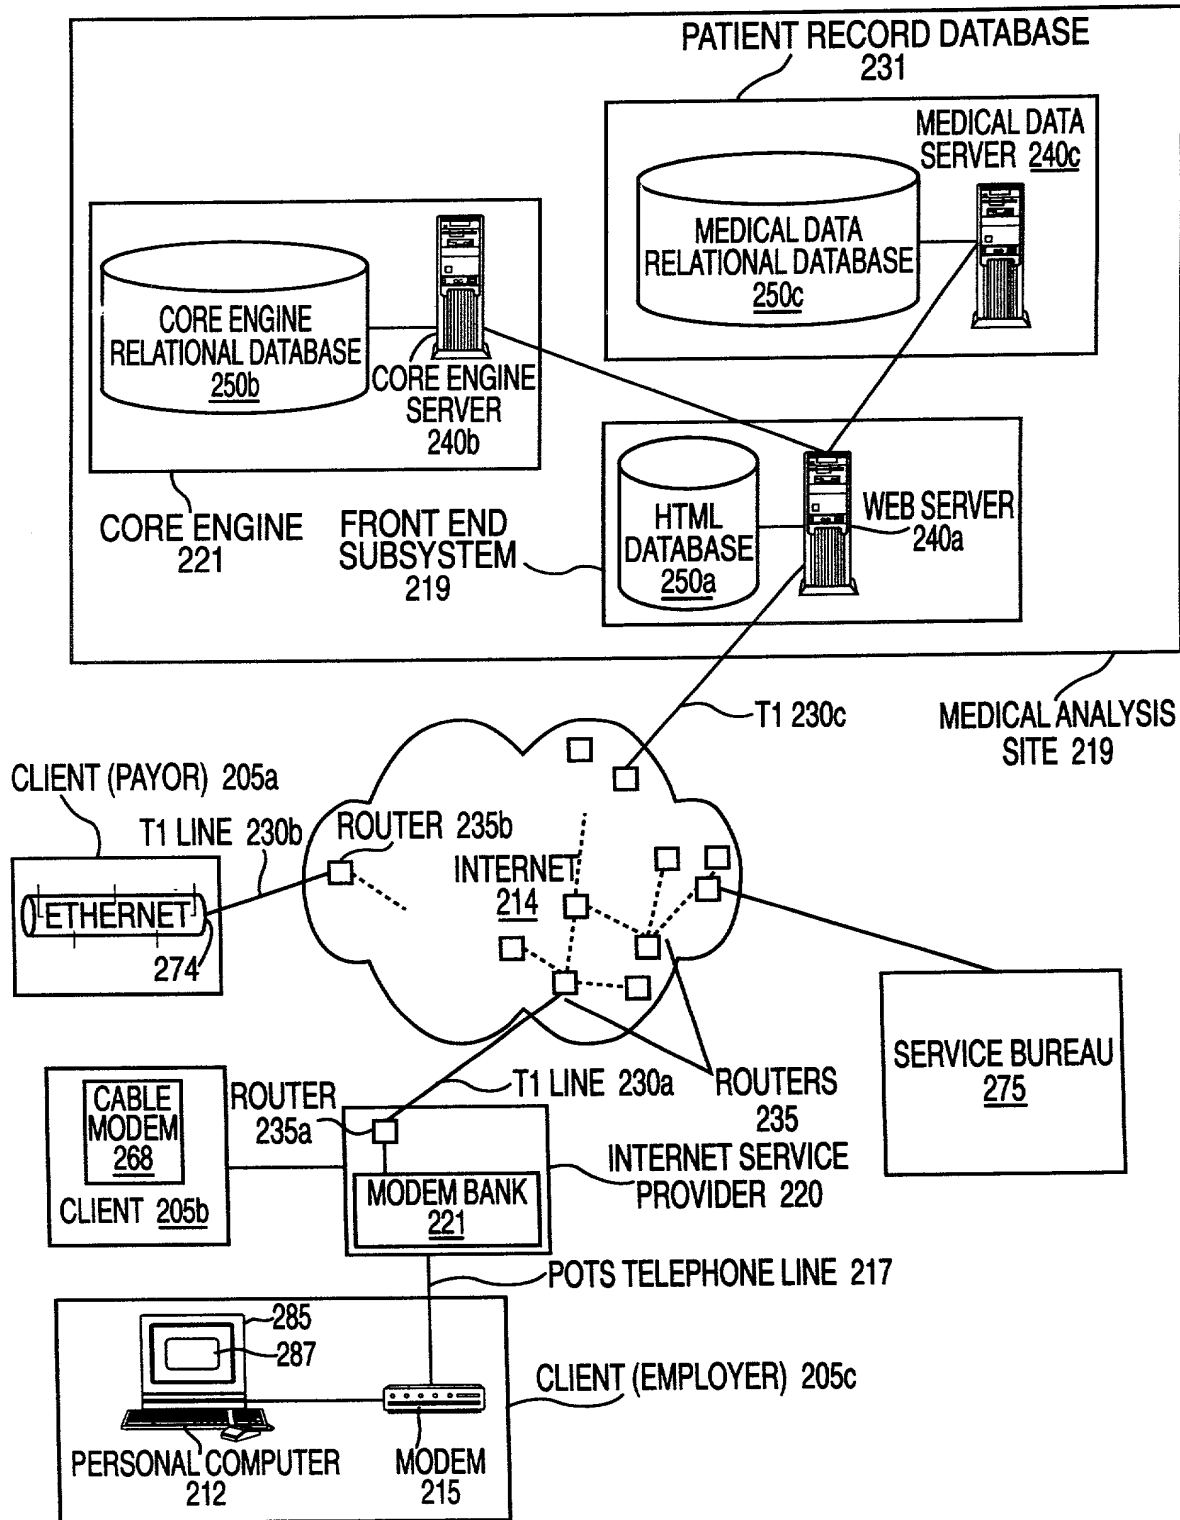 PATIENT RECORD DATABASE
231
MEDICAL DATA
SERVER 240c
MEDICAL DATA
RELATIONAL DATABASE
250c
CORE ENGINE
RELATIONAL DATABASE
250b
CORE ENGINE
SERVER
240b
CORE ENGINE
221
FRONT END
SUBSYSTEM
219
HTML
DATABASE
250a
WEB SERVER
240a
T1 230c
MEDICAL ANALYSIS
SITE 219
CLIENT (PAYOR) 205a
T1 LINE 230b
ROUTER 235b
INTERNET
214
ETHERNET
274
SERVICE BUREAU
275
CABLE
MODEM
268
CLIENT 205b
ROUTER
235a
T1 LINE 230a
ROUTERS
235
MODEM BANK
221
INTERNET SERVICE
PROVIDER 220
POTS TELEPHONE LINE 217
285
287
CLIENT (EMPLOYER) 205c
PERSONAL COMPUTER
212
MODEM
215